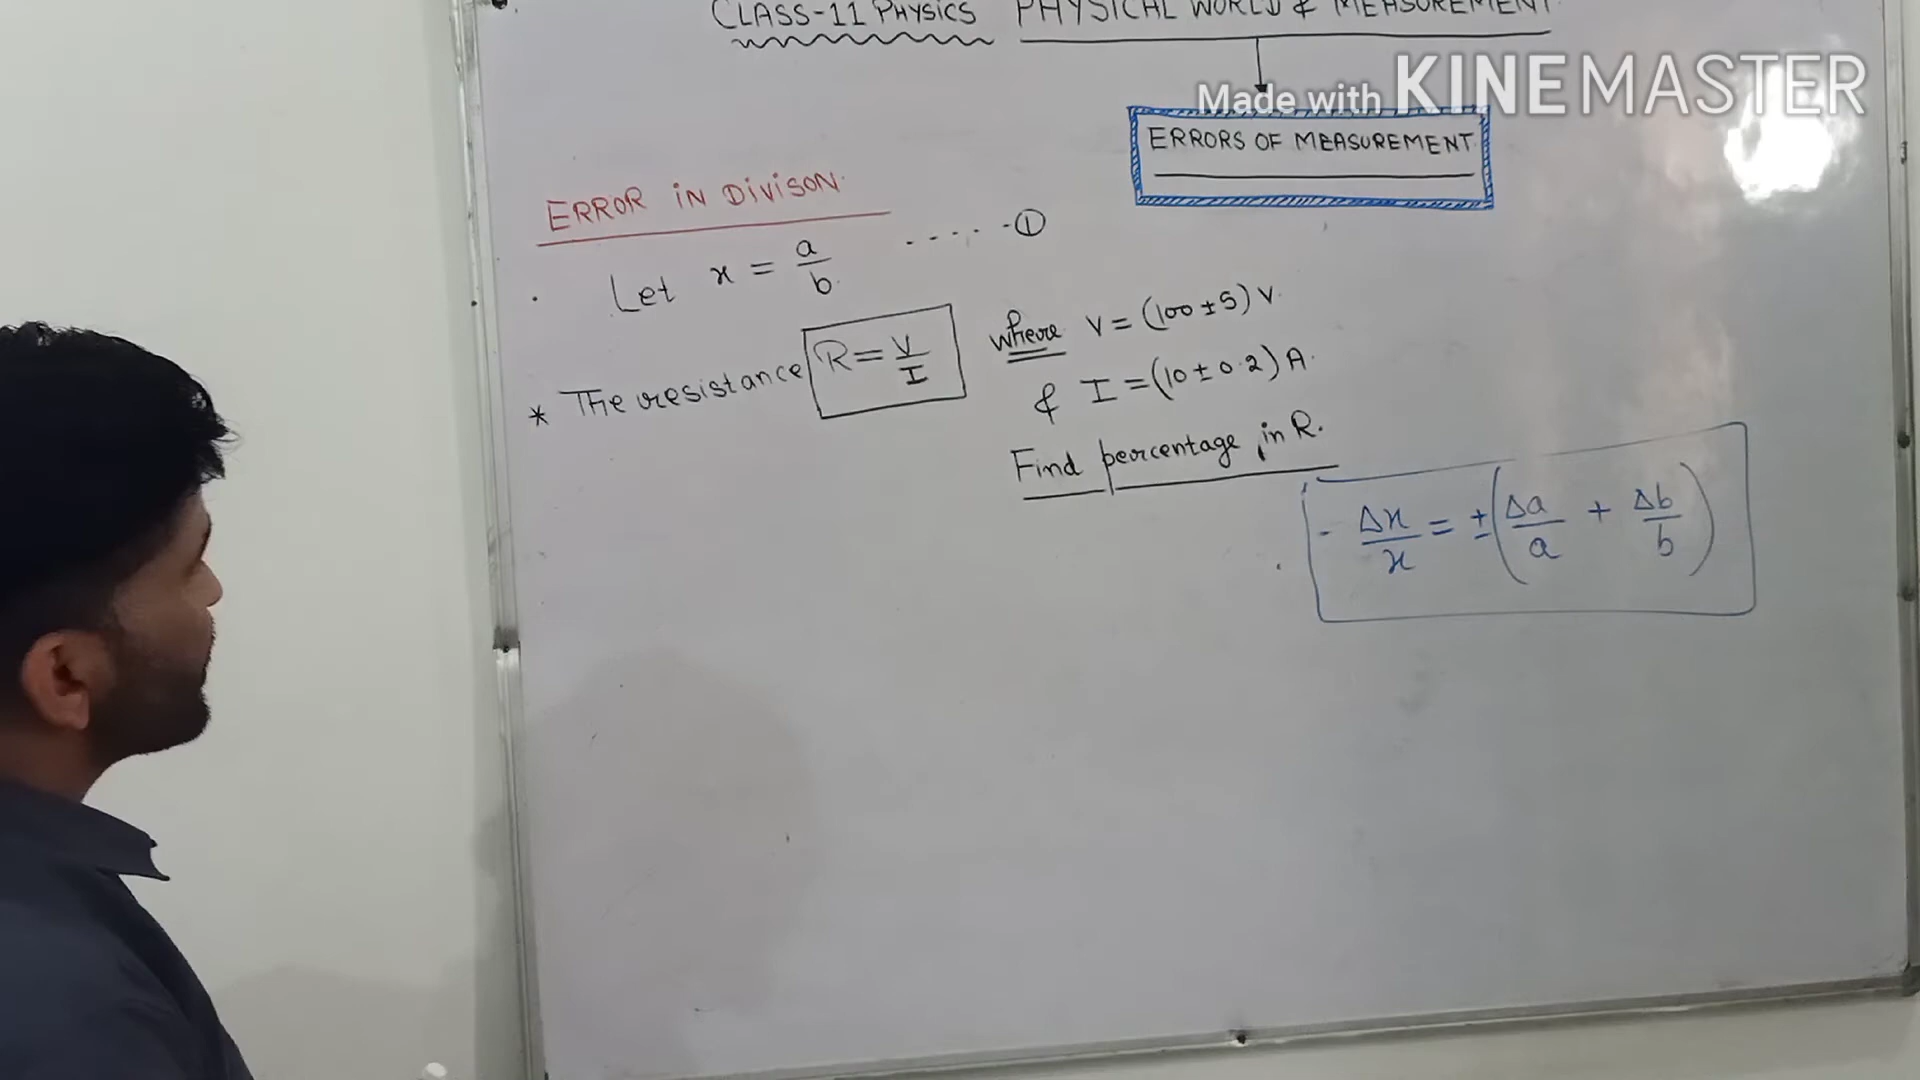 CLASS-11 PHYSICS PHYSICAL WORLD & MEASUREMENT
Made with KINEMASTER
ERRORS OF MEASUREMENT
ERROR IN DIVISON
Let x = a/b ..... ①
* The resistance R = V/I where V = (100 ± 5) V
& I = (10 ± 0.2) A.
Find percentage in R.
Δx/x = ± (Δa/a + Δb/b)